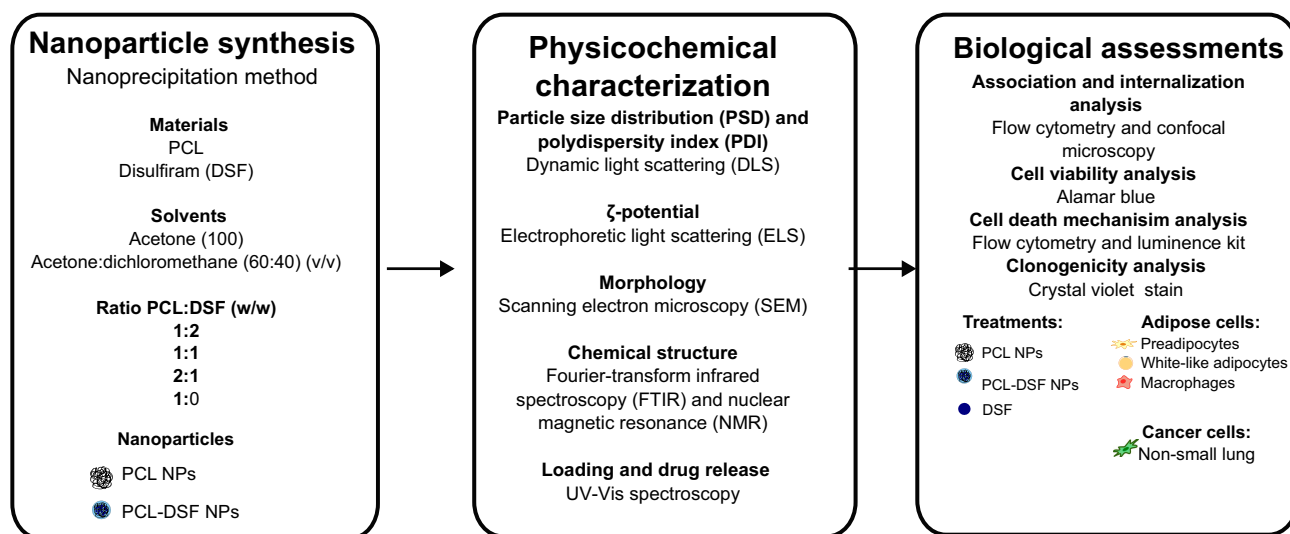 Nanoparticle synthesis
Nanoprecipitation method
Materials
PCL
Disulfiram (DSF)
Solvents
Acetone (100)
Acetone:dichloromethane (60:40) (v/v)
Ratio PCL:DSF (w/w)
1:2
1:1
2:1
1:0
Nanoparticles
PCL NPs
PCL-DSF NPs
Physicochemical
characterization
Particle size distribution (PSD) and
polydispersity index (PDI)
Dynamic light scattering (DLS)
ζ-potential
Electrophoretic light scattering (ELS)
Morphology
Scanning electron microscopy (SEM)
Chemical structure
Fourier-transform infrared
spectroscopy (FTIR) and nuclear
magnetic resonance (NMR)
Loading and drug release
UV-Vis spectroscopy
Biological assessments
Association and internalization
analysis
Flow cytometry and confocal
microscopy
Cell viability analysis
Alamar blue
Cell death mechanisim analysis
Flow cytometry and luminence kit
Clonogenicity analysis
Crystal violet stain
Treatments:
PCL NPs
PCL-DSF NPs
DSF
Adipose cells:
Preadipocytes
White-like adipocytes
Macrophages
Cancer cells:
Non-small lung